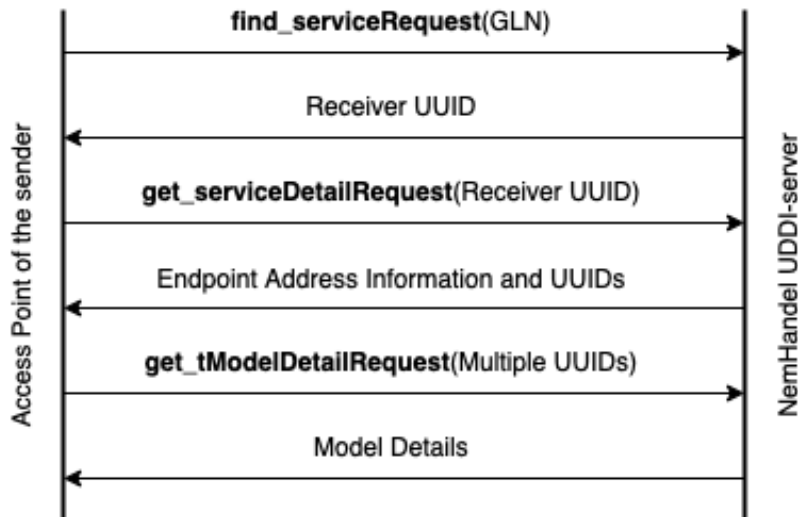 find_serviceRequest(GLN)
Receiver UUID
get_serviceDetailRequest(Receiver UUID)
Endpoint Address Information and UUIDs
get_tModelDetailRequest(Multiple UUIDs)
Model Details
Access Point of the sender
NemHandel UDDI-server